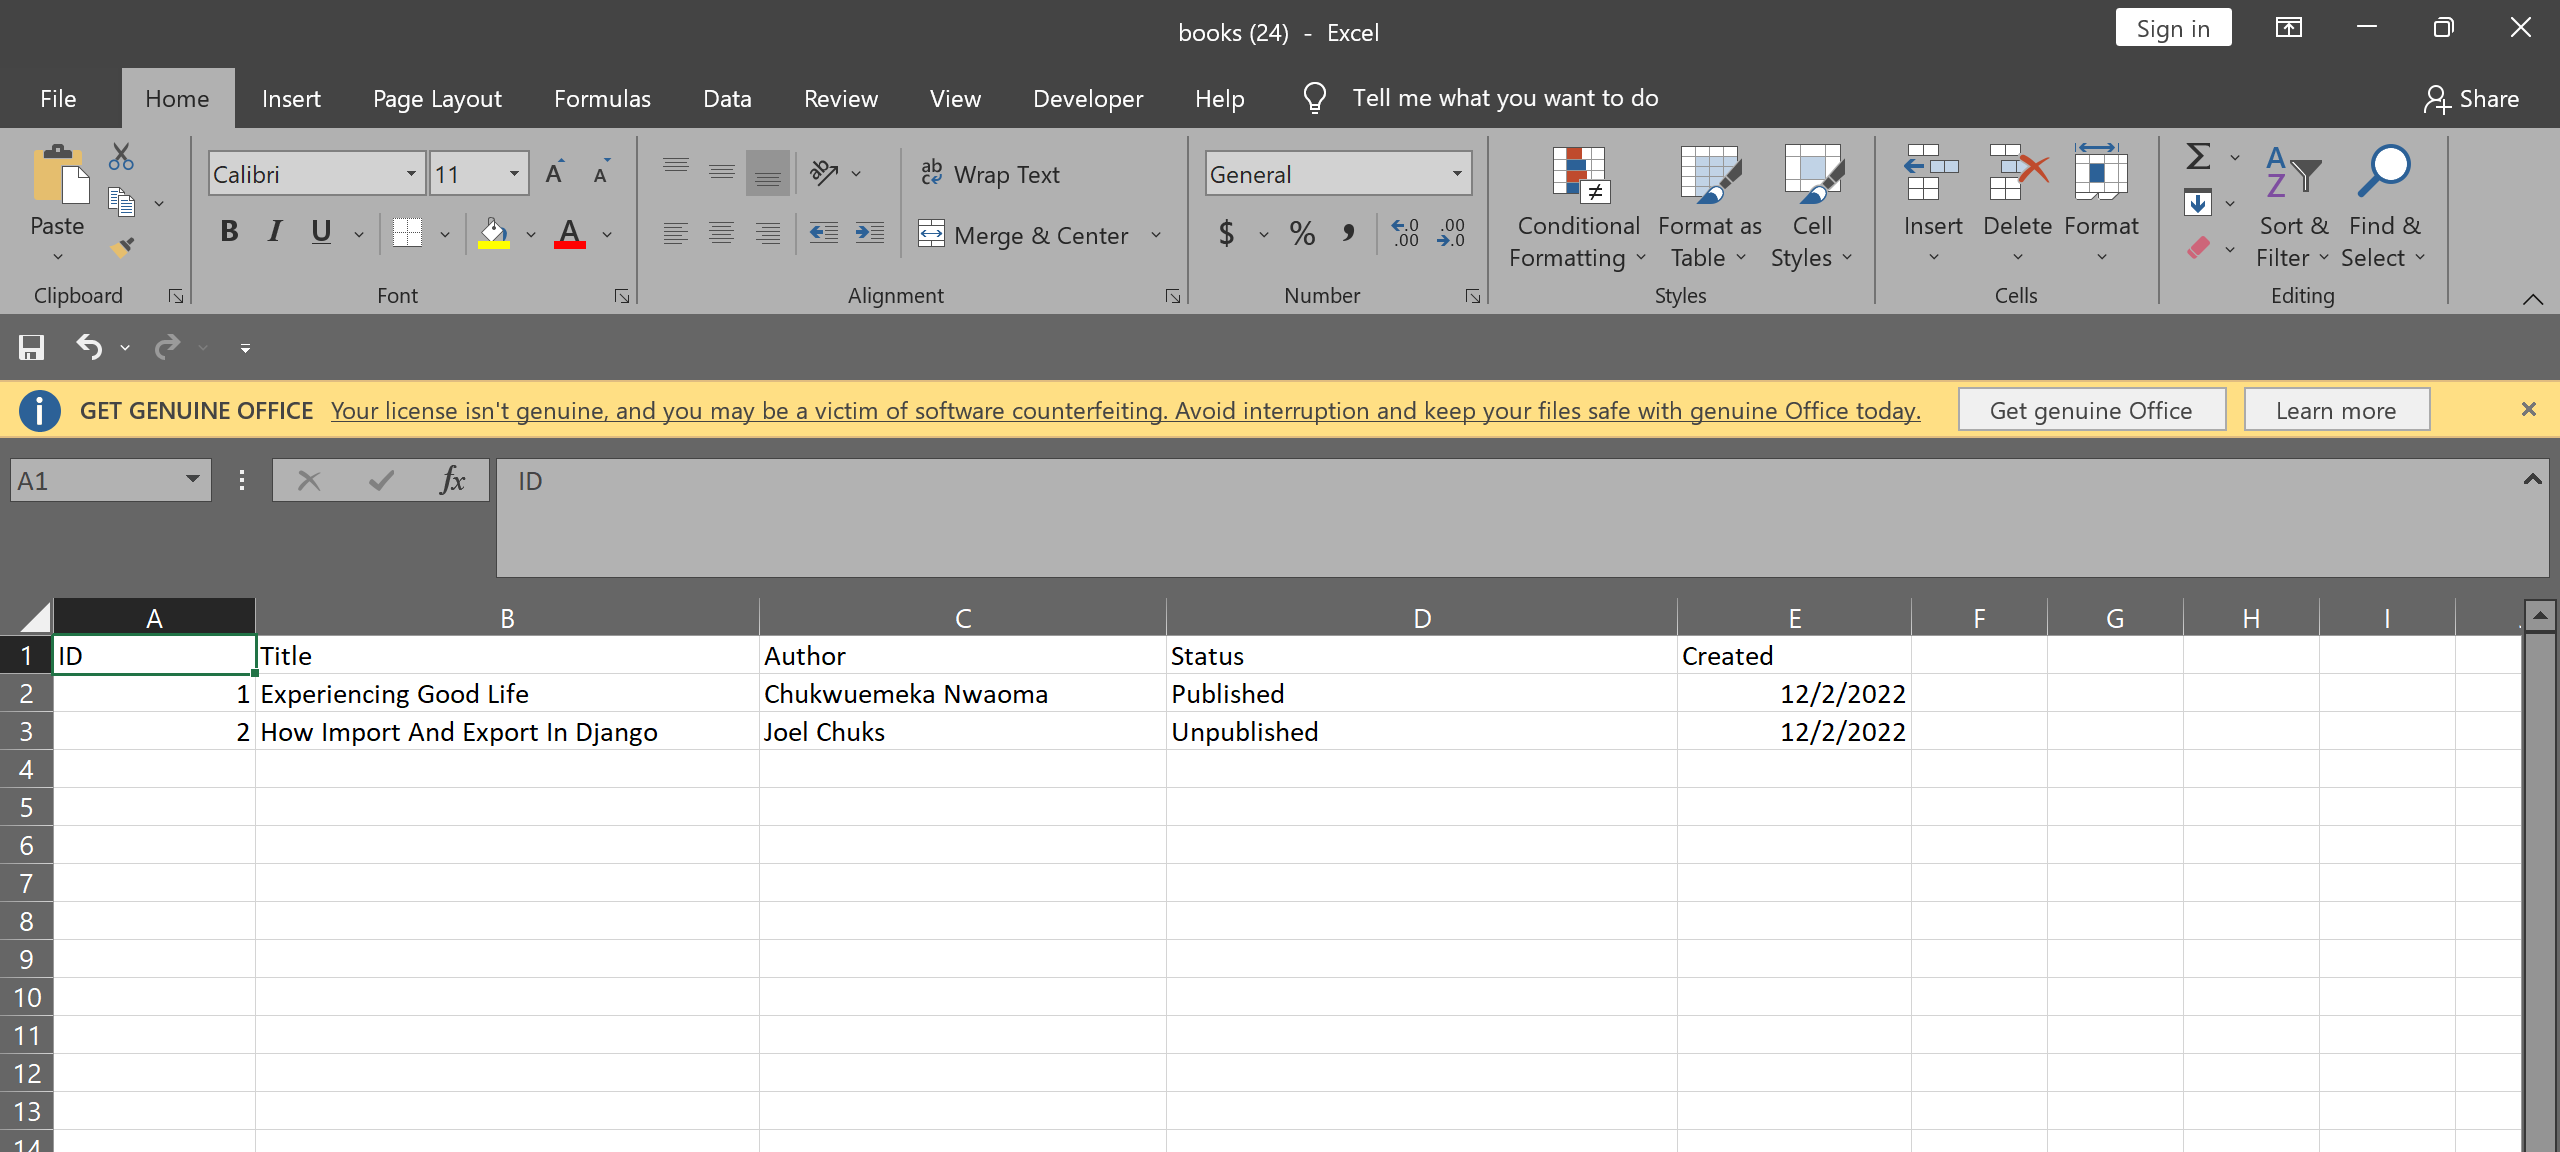 books (24) - Excel
Sign in
File Home Insert Page Layout Formulas Data Review View Developer Help Tell me what you want to do Share
Calibri 11 Wrap Text General
Paste B I U A Merge & Center $ % , Conditional Formatting Format as Table Cell Styles Insert Delete Format Sort & Filter Find & Select
Clipboard Font Alignment Number Styles Cells Editing
GET GENUINE OFFICE Your license isn't genuine, and you may be a victim of software counterfeiting. Avoid interruption and keep your files safe with genuine Office today. Get genuine Office Learn more
A1 fx ID
A B C D E F G H I
1 ID Title Author Status Created
2 1 Experiencing Good Life Chukwuemeka Nwaoma Published 12/2/2022
3 2 How Import And Export In Django Joel Chuks Unpublished 12/2/2022
4
5
6
7
8
9
10
11
12
13
14